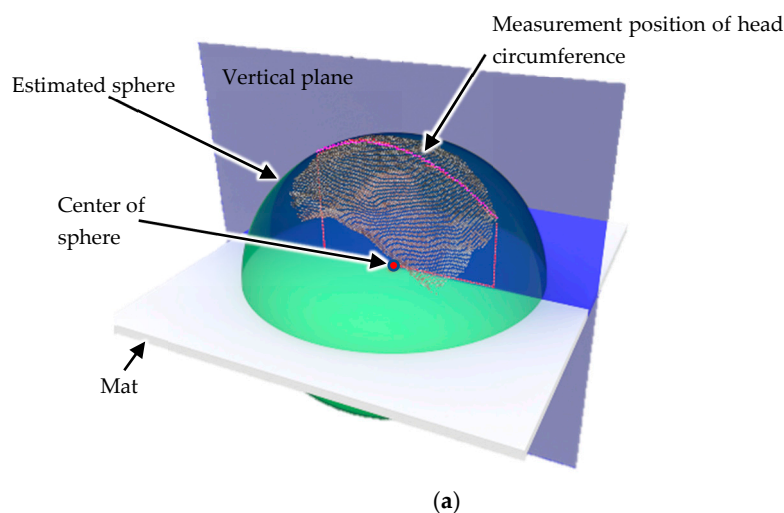 Measurement position of head
circumference
Vertical plane
Estimated sphere
Center of
sphere
Mat
(a)